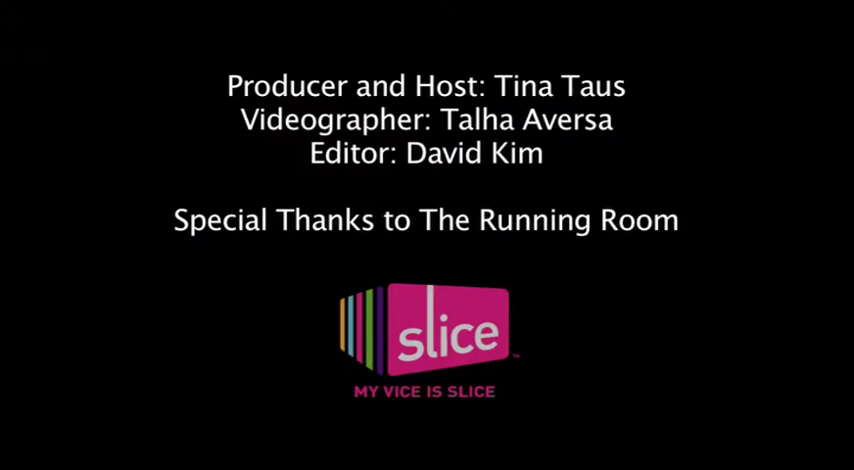 Producer and Host: Tina Taus
Videographer: Talha Aversa
Editor: David Kim
Special Thanks to The Running Room
slice
TM
MY VICE IS SLICE